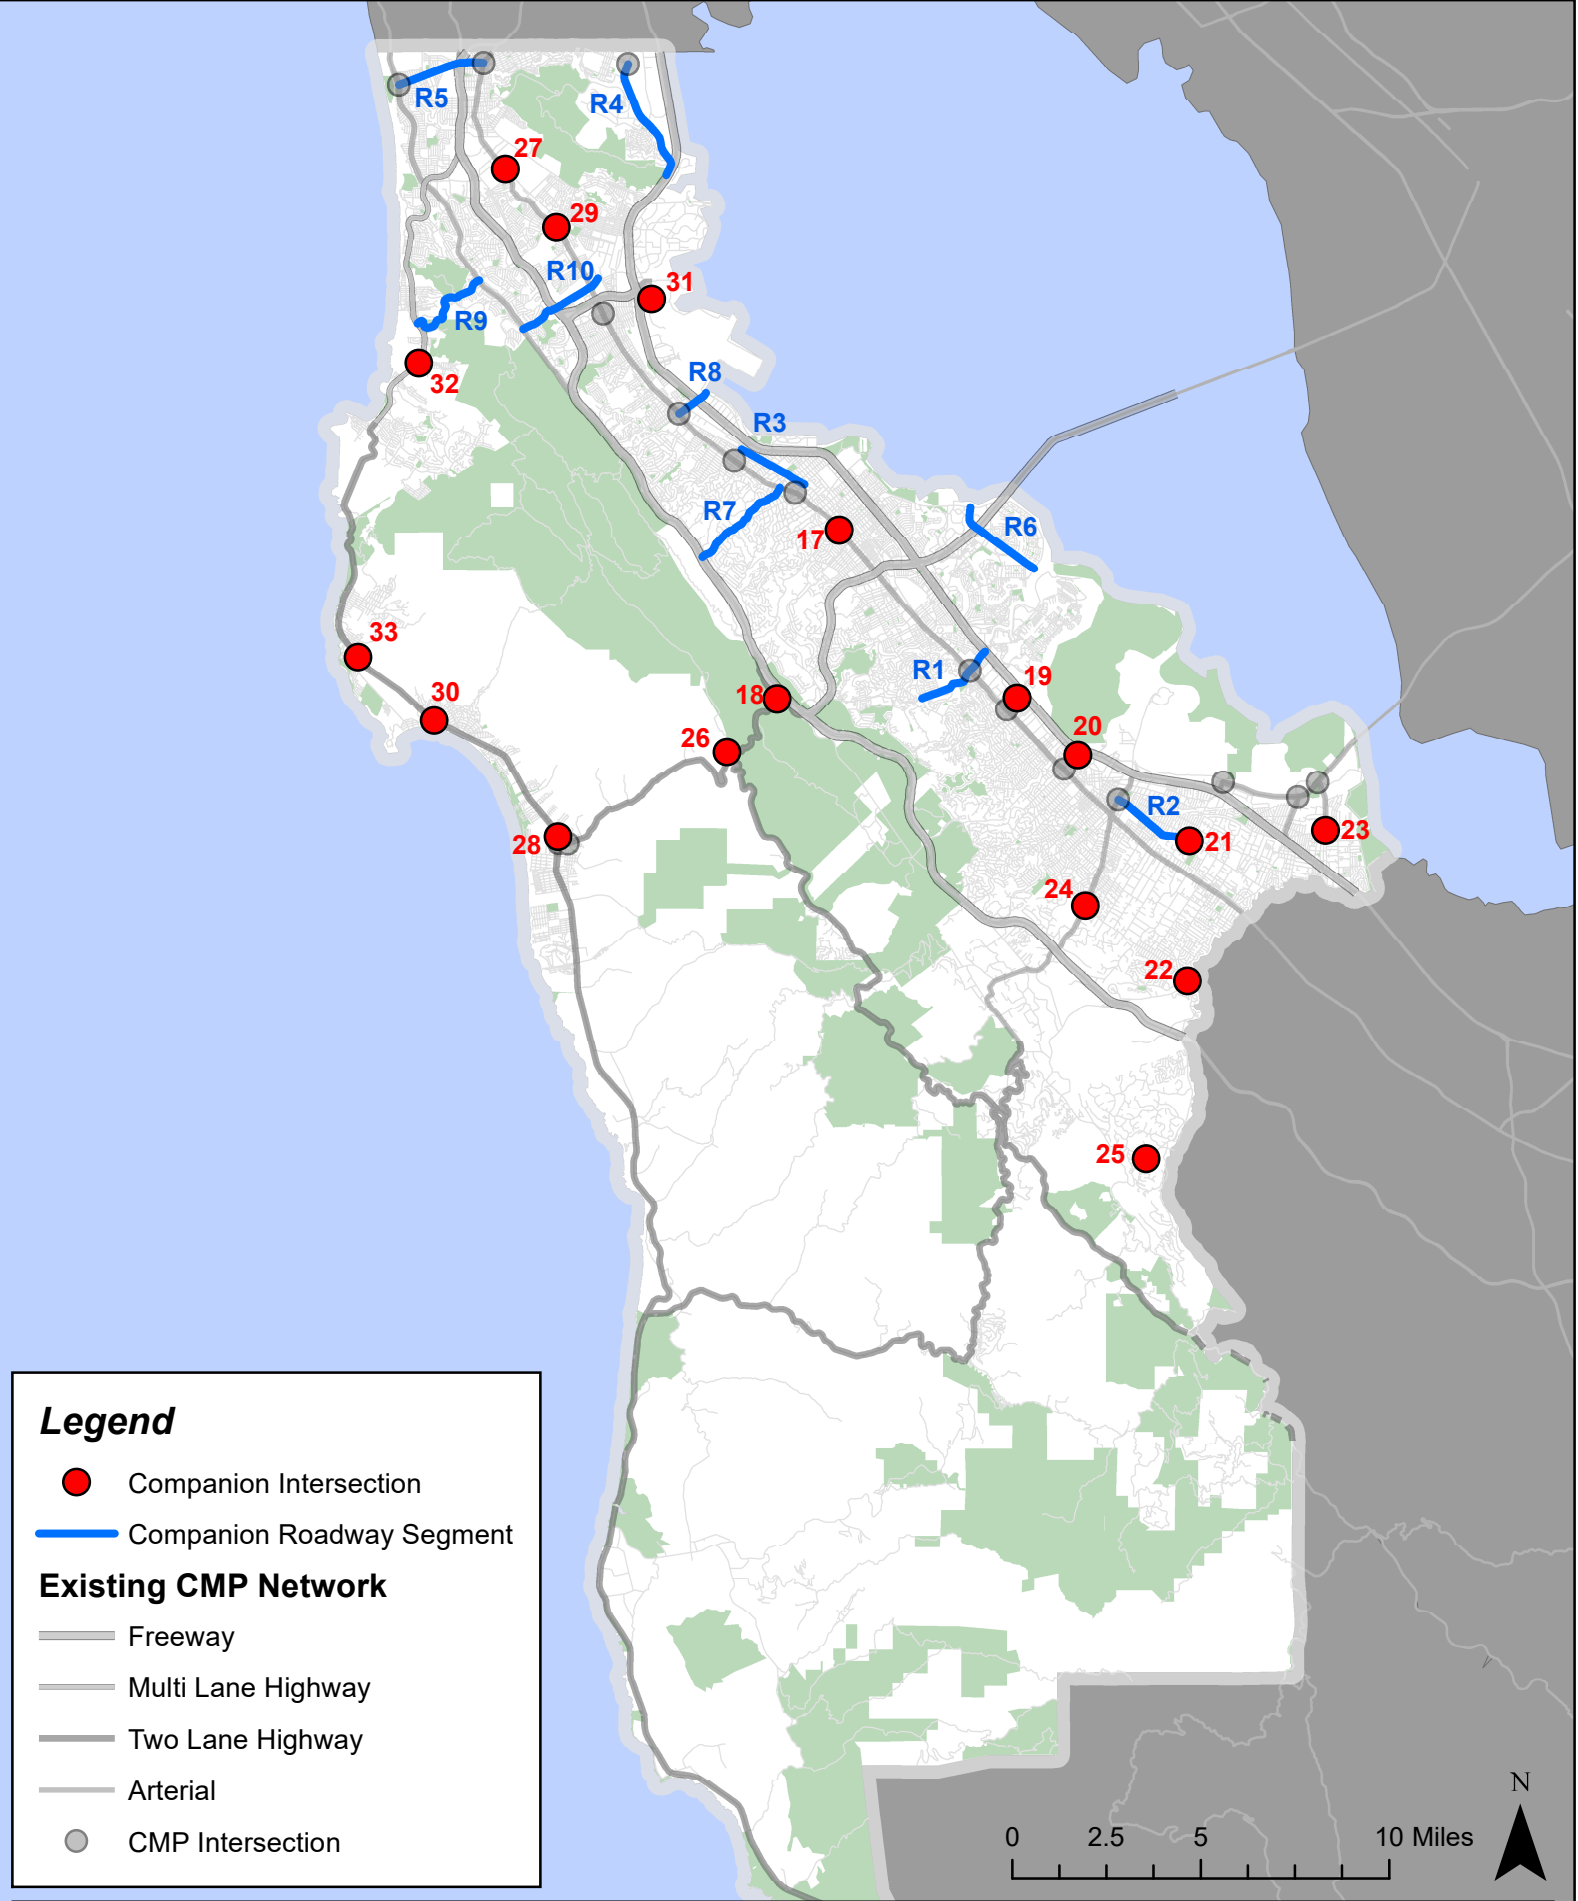 R5
R4
27
29
R10
31
R9
32
R8
R3
R7
17
R6
33
R1
19
30
18
26
20
R2
28
21
23
24
22
25
Legend
Companion Intersection
Companion Roadway Segment
Existing CMP Network
Freeway
Multi Lane Highway
Two Lane Highway
Arterial
CMP Intersection
N
0 2.5 5 10 Miles